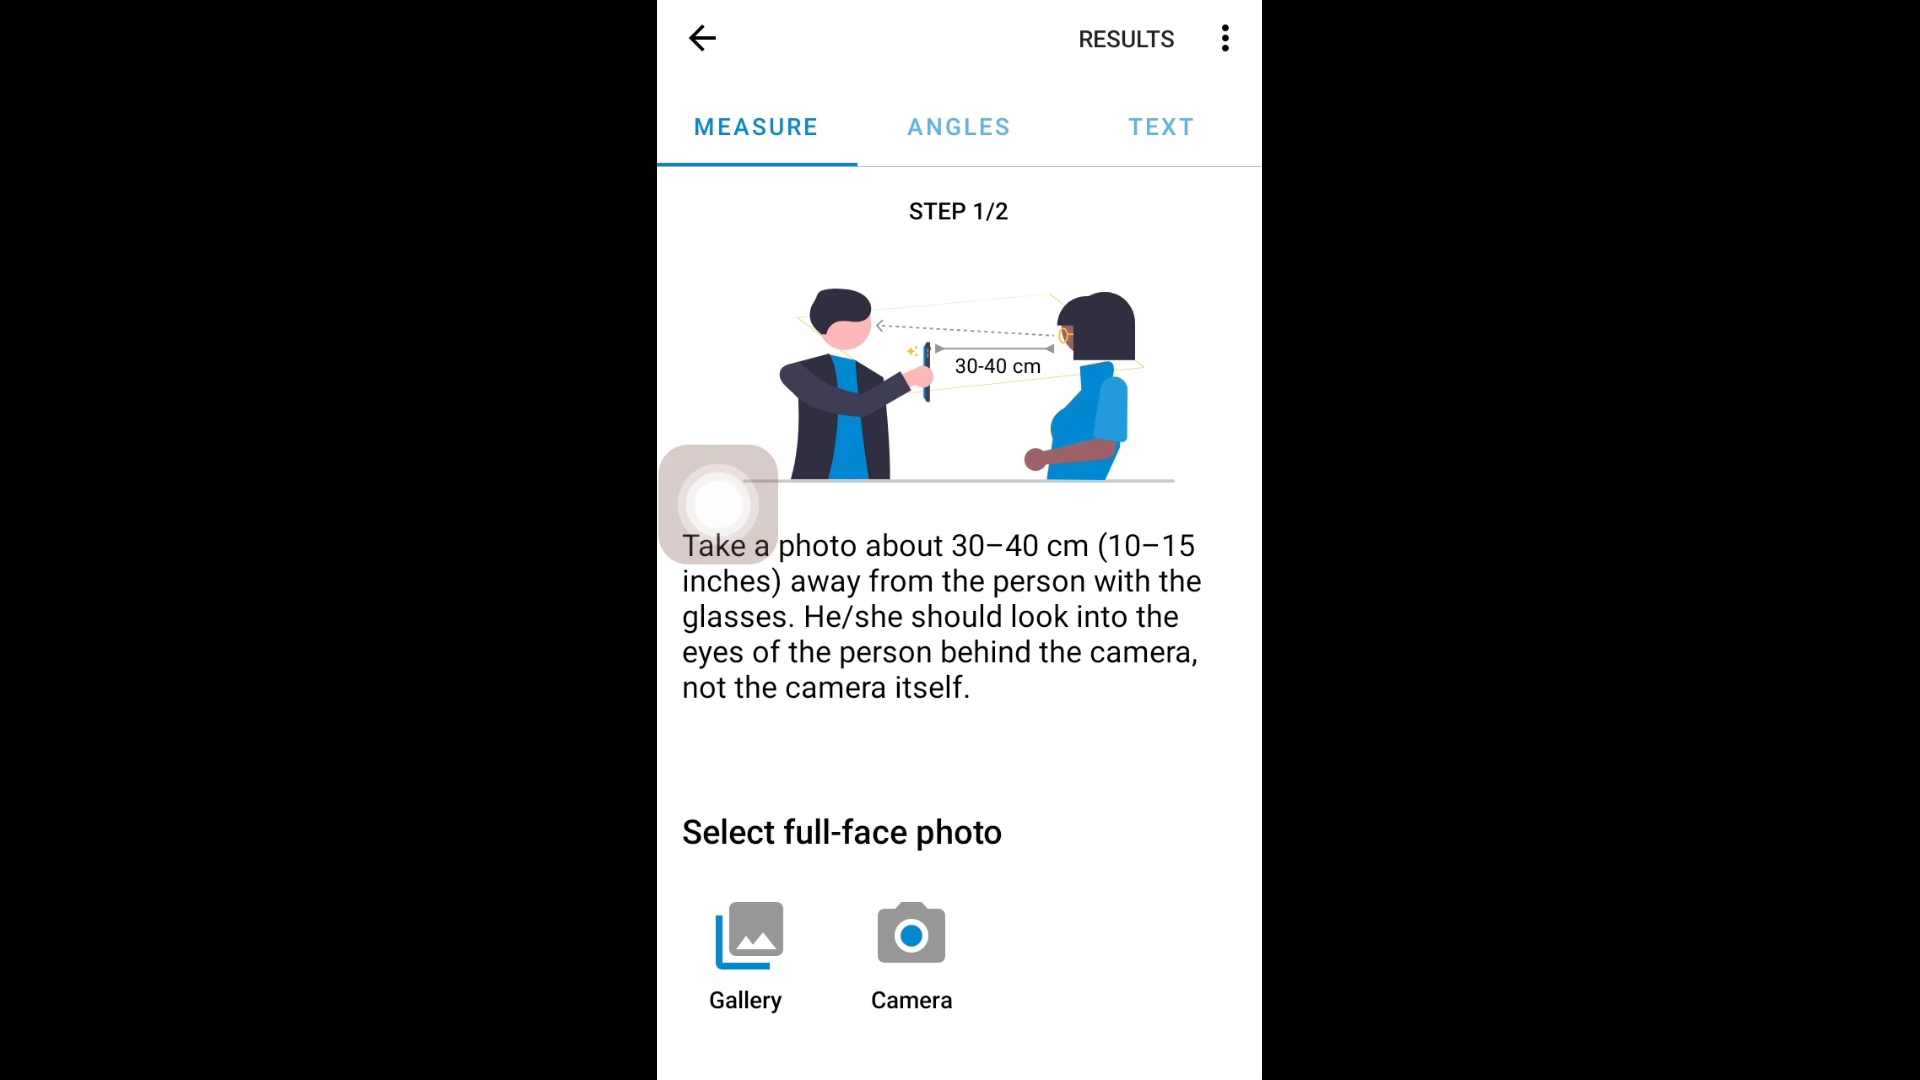 RESULTS
MEASURE ANGLES TEXT
STEP 1/2
30-40 cm
Take a photo about 30–40 cm (10–15
inches) away from the person with the
glasses. He/she should look into the
eyes of the person behind the camera,
not the camera itself.
Select full-face photo
Gallery Camera